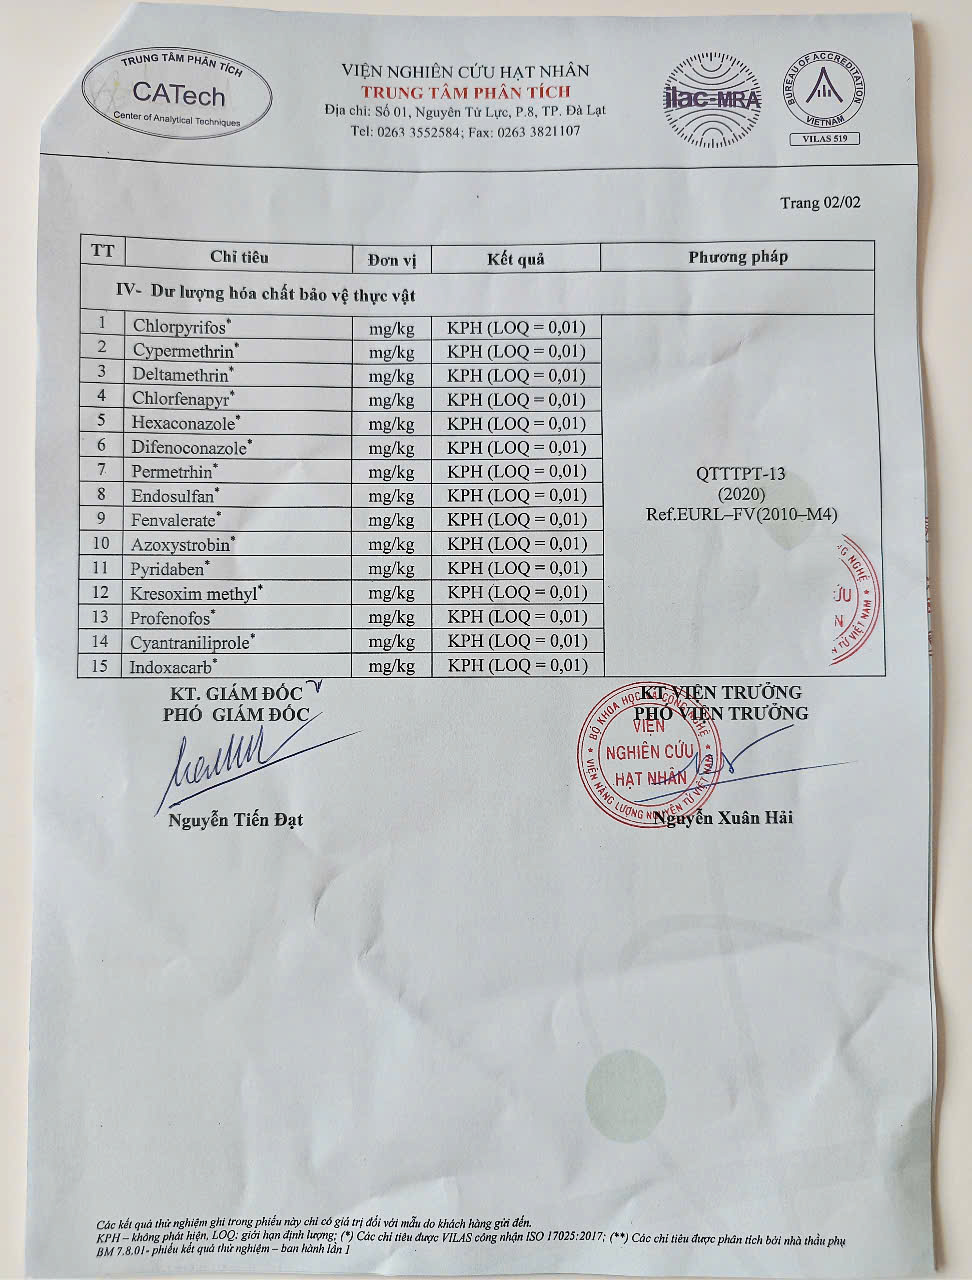 TRUNG TÂM PHÂN TÍCH
CATech
Center of Analytical Techniques
VIỆN NGHIÊN CỨU HẠT NHÂN
TRUNG TÂM PHÂN TÍCH
Địa chỉ: Số 01, Nguyên Tử Lực, P.8, TP. Đà Lạt
Tel: 0263 3552584; Fax: 0263 3821107
ilac-MRA
BUREAU OF ACCREDITATION
VIETNAM
VILAS 519
Trang 02/02
TT Chỉ tiêu Đơn vị Kết quả Phương pháp
IV- Dư lượng hóa chất bảo vệ thực vật
1 Chlorpyrifos* mg/kg KPH (LOQ = 0,01)
2 Cypermethrin* mg/kg KPH (LOQ = 0,01)
3 Deltamethrin* mg/kg KPH (LOQ = 0,01)
4 Chlorfenapyr* mg/kg KPH (LOQ = 0,01)
5 Hexaconazole* mg/kg KPH (LOQ = 0,01)
6 Difenoconazole* mg/kg KPH (LOQ = 0,01)
7 Permetrhin* mg/kg KPH (LOQ = 0,01)
8 Endosulfan* mg/kg KPH (LOQ = 0,01)
9 Fenvalerate* mg/kg KPH (LOQ = 0,01)
10 Azoxystrobin* mg/kg KPH (LOQ = 0,01)
11 Pyridaben* mg/kg KPH (LOQ = 0,01)
12 Kresoxim methyl* mg/kg KPH (LOQ = 0,01)
13 Profenofos* mg/kg KPH (LOQ = 0,01)
14 Cyantraniliprole* mg/kg KPH (LOQ = 0,01)
15 Indoxacarb* mg/kg KPH (LOQ = 0,01)
QTTTPT-13
(2020)
Ref.EURL–FV(2010–M4)
KT. GIÁM ĐỐC
PHÓ GIÁM ĐỐC
Nguyễn Tiến Đạt
KT. VIỆN TRƯỞNG
PHÓ VIỆN TRƯỞNG
BỘ KHOA HỌC VÀ CÔNG NGHỆ
VIỆN
NGHIÊN CỨU
HẠT NHÂN
VIỆN NĂNG LƯỢNG NGUYÊN TỬ VIỆT NAM
Nguyễn Xuân Hải
Các kết quả thử nghiệm ghi trong phiếu này chỉ có giá trị đối với mẫu do khách hàng gửi đến.
KPH – không phát hiện, LOQ: giới hạn định lượng; (*) Các chỉ tiêu được VILAS công nhận ISO 17025:2017; (**) Các chỉ tiêu được phân tích bởi nhà thầu phụ
BM 7.8.01- phiếu kết quả thử nghiệm – ban hành lần 1